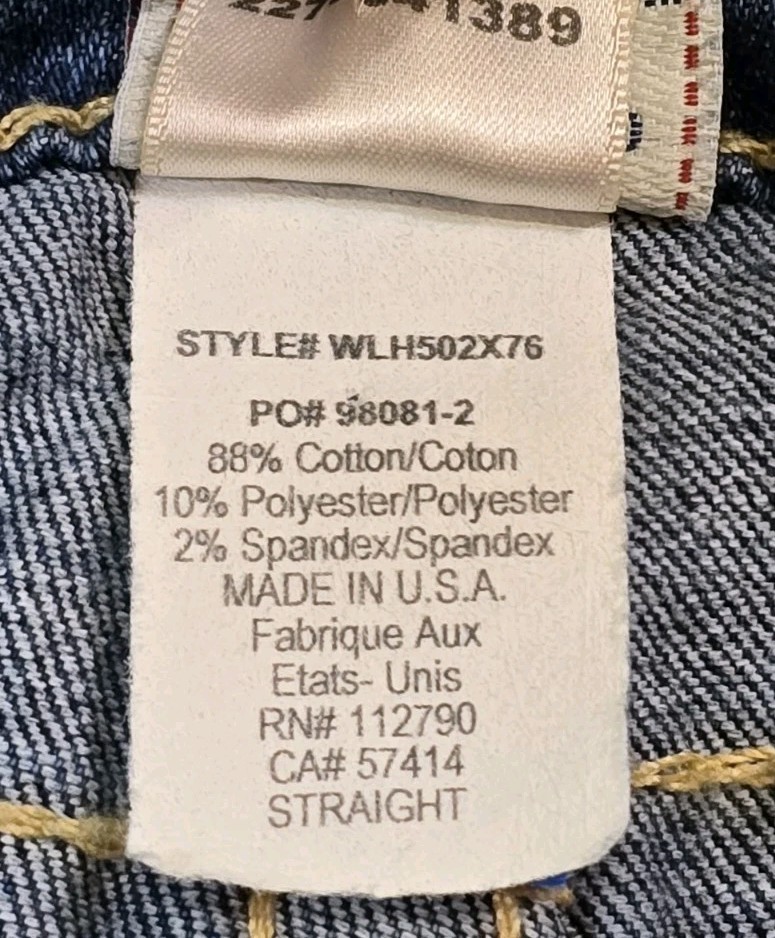 STYLE# WLH502X76
PO# 98081-2
88% Cotton/Coton
10% Polyester/Polyester
2% Spandex/Spandex
MADE IN U.S.A.
Fabrique Aux
Etats- Unis
RN# 112790
CA# 57414
STRAIGHT